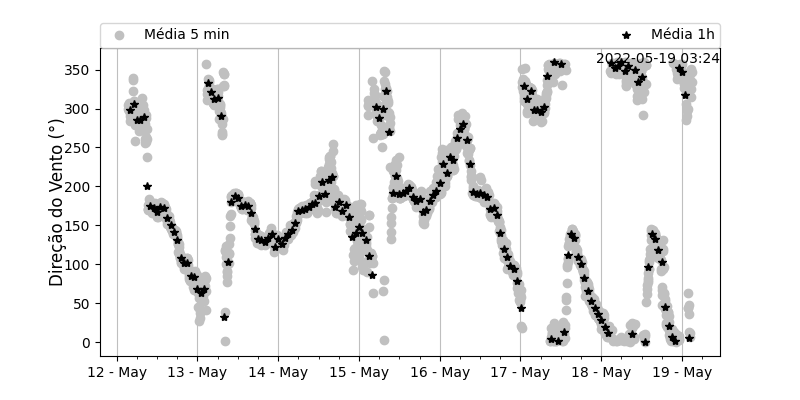 Média 5 min
Média 1h
2022-05-19 03:24
Direção do Vento (°)
350
300
250
200
150
100
50
0
12 - May
13 - May
14 - May
15 - May
16 - May
17 - May
18 - May
19 - May